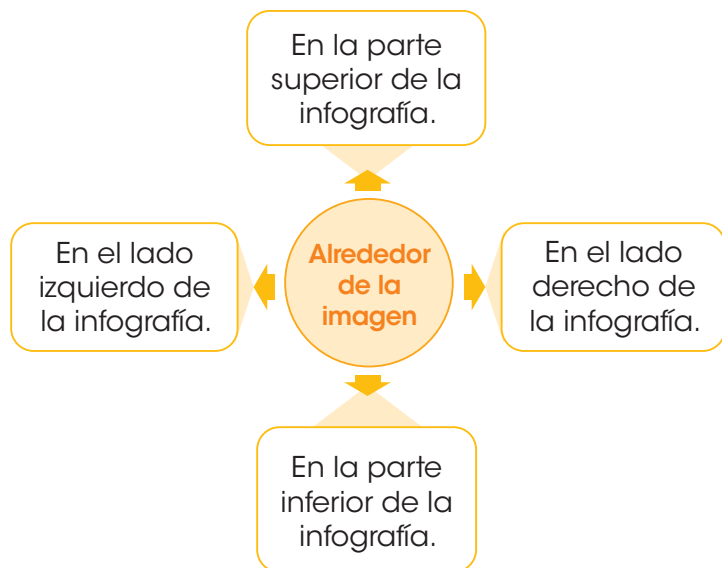 En la parte
superior de la
infografía.
En el lado
izquierdo de
la infografía.
Alrededor
de la
imagen
En el lado
derecho de
la infografía.
En la parte
inferior de la
infografía.